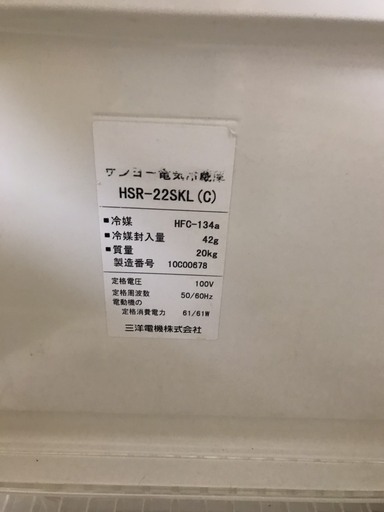 サンヨー電気冷蔵庫
HSR-22SKL(C)
■冷媒 HFC-134a
■冷媒封入量 42g
■質量 20kg
製造番号 10C00678
定格電圧 100V
定格周波数 50/60Hz
電動機の
定格消費電力 61/61W
三洋電機株式会社